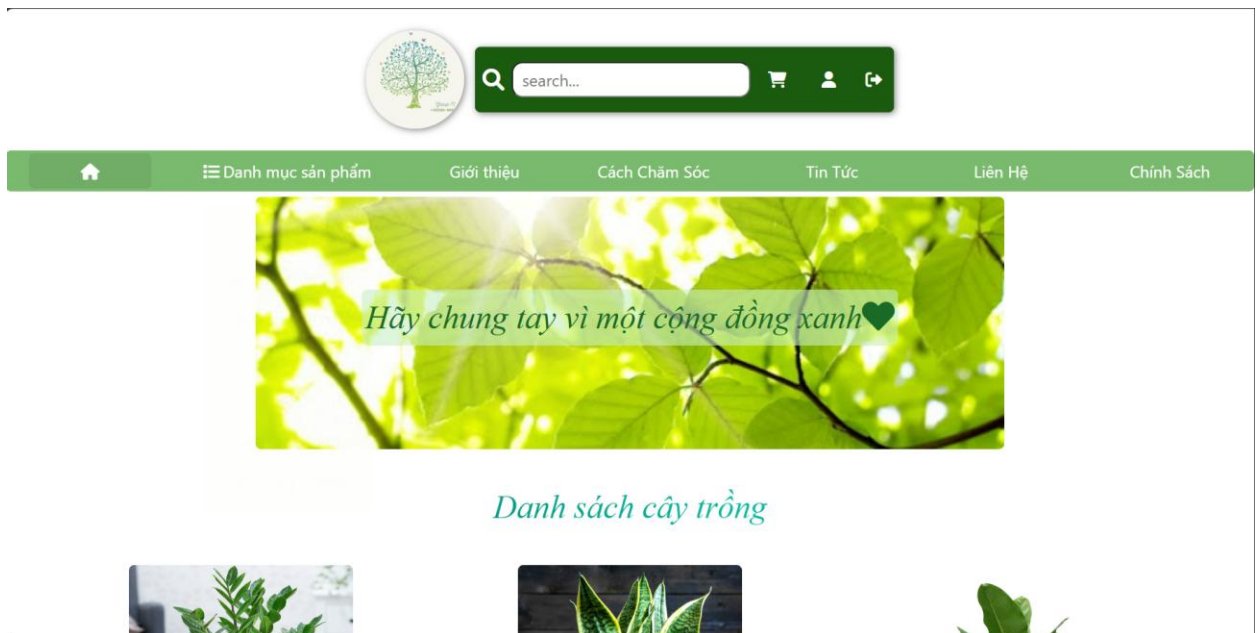 search...
Danh mục sản phẩm
Giới thiệu
Cách Chăm Sóc
Tin Tức
Liên Hệ
Chính Sách
Hãy chung tay vì một cộng đồng xanh
Danh sách cây trồng